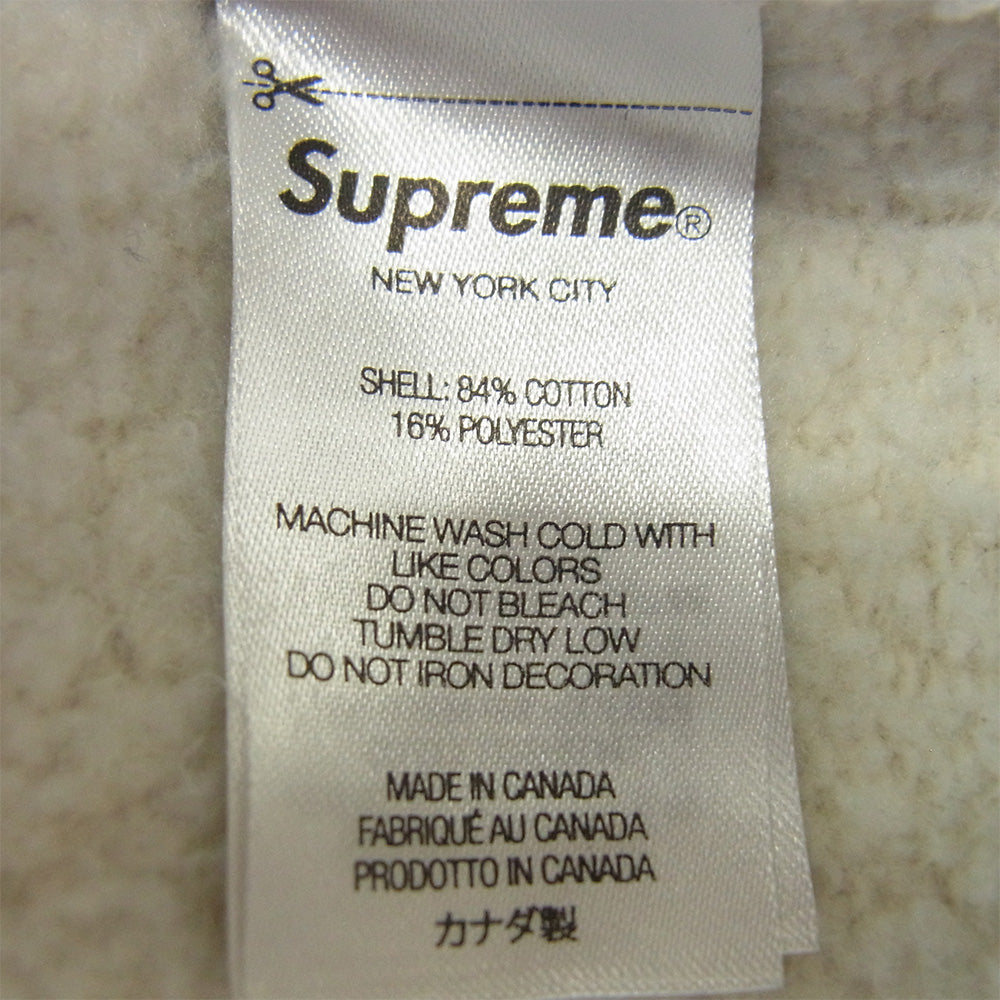 Supreme®
NEW YORK CITY
SHELL: 84% COTTON
16% POLYESTER
MACHINE WASH COLD WITH
LIKE COLORS
DO NOT BLEACH
TUMBLE DRY LOW
DO NOT IRON DECORATION
MADE IN CANADA
FABRIQUÉ AU CANADA
PRODOTTO IN CANADA
カナダ製